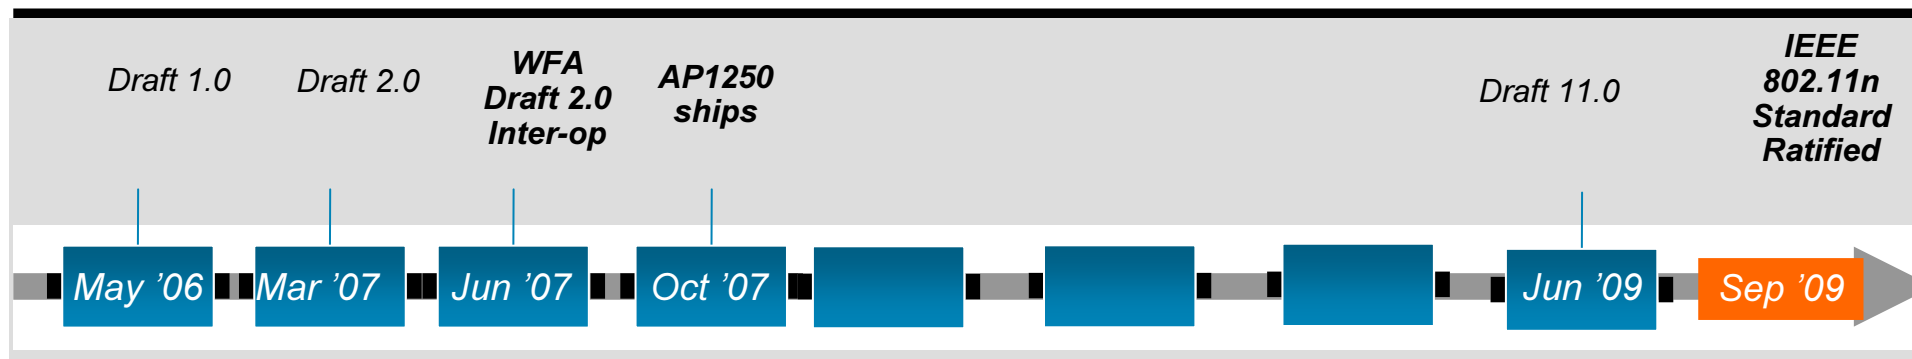 Draft 1.0
Draft 2.0
WFA
Draft 2.0
Inter-op
AP1250
ships
Draft 11.0
IEEE
802.11n
Standard
Ratified
May '06
Mar '07
Jun '07
Oct '07
Jun '09
Sep '09